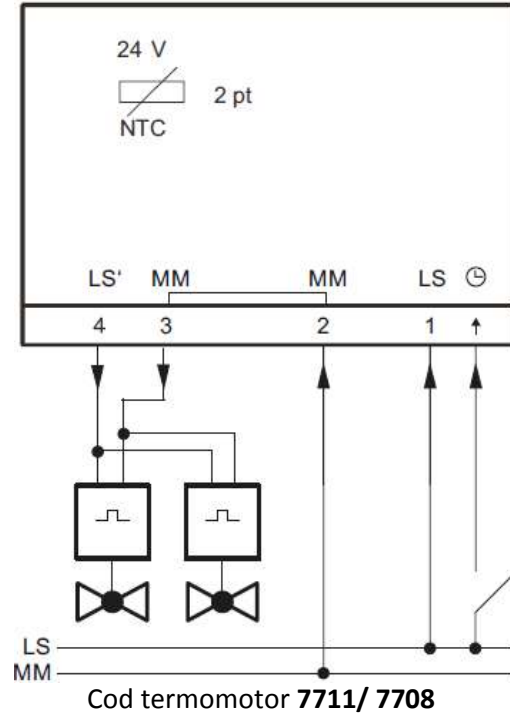 24 V
2 pt
NTC
LS' MM MM LS
4 3 2 1
LS
MM
Cod termomotor 7711/ 7708